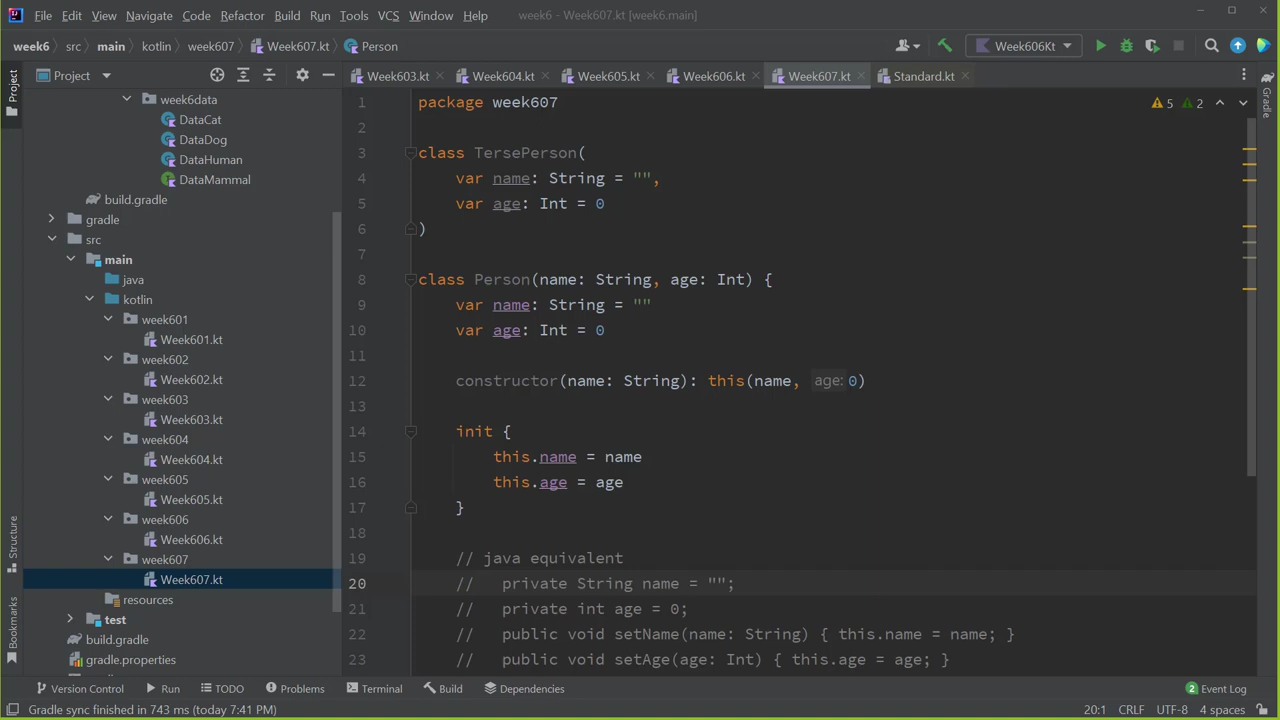 File Edit View Navigate Code Refactor Build Run Tools VCS Window Help week6 - Week607.kt [week6.main]
week6 src main kotlin week607 Week607.kt Person Week606Kt
Project Week603.kt Week604.kt Week605.kt Week606.kt Week607.kt Standard.kt
Project
Gradle
week6data
DataCat
DataDog
DataHuman
DataMammal
build.gradle
gradle
src
main
java
kotlin
week601
Week601.kt
week602
Week602.kt
week603
Week603.kt
week604
Week604.kt
week605
Week605.kt
week606
Week606.kt
week607
Week607.kt
resources
test
build.gradle
gradle.properties
Structure
Bookmarks
5 2
1 package week607
2
3 class TersePerson(
4 var name: String = "",
5 var age: Int = 0
6 )
7
8 class Person(name: String, age: Int) {
9 var name: String = ""
10 var age: Int = 0
11
12 constructor(name: String): this(name, age: 0)
13
14 init {
15 this.name = name
16 this.age = age
17 }
18
19 // java equivalent
20 // private String name = "";
21 // private int age = 0;
22 // public void setName(name: String) { this.name = name; }
23 // public void setAge(age: Int) { this.age = age; }
Version Control Run TODO Problems Terminal Build Dependencies 2 Event Log
Gradle sync finished in 743 ms (today 7:41 PM) 20:1 CRLF UTF-8 4 spaces